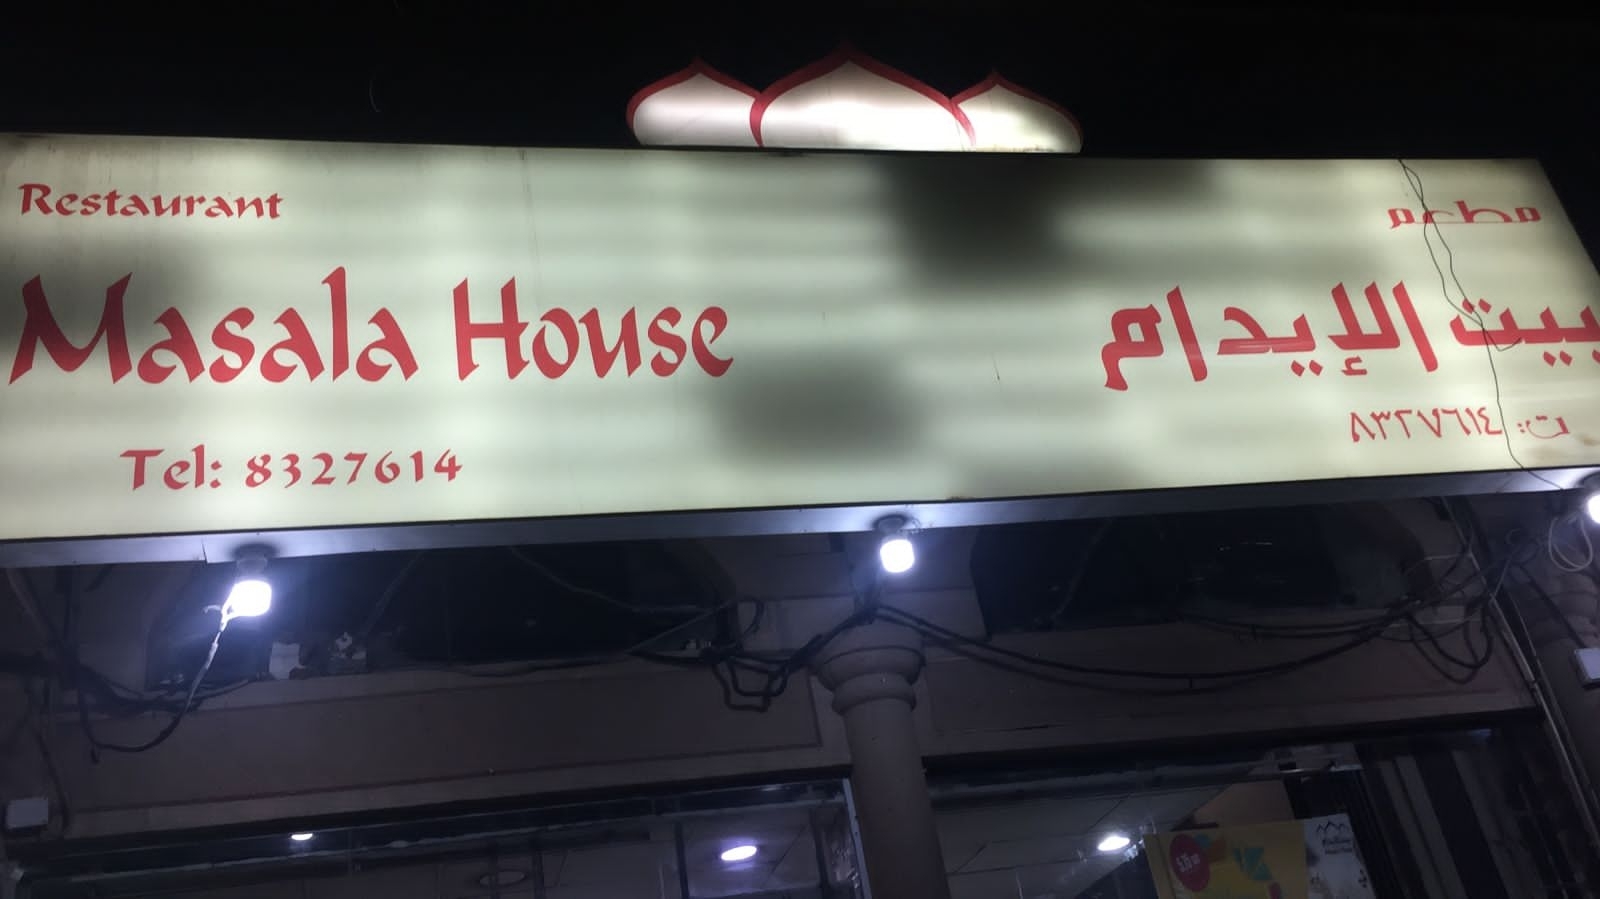 Restaurant
Masala House
Tel: 8327614
مطعم
بيت الإيدام
ت: ٨٣٢٧٦١٤